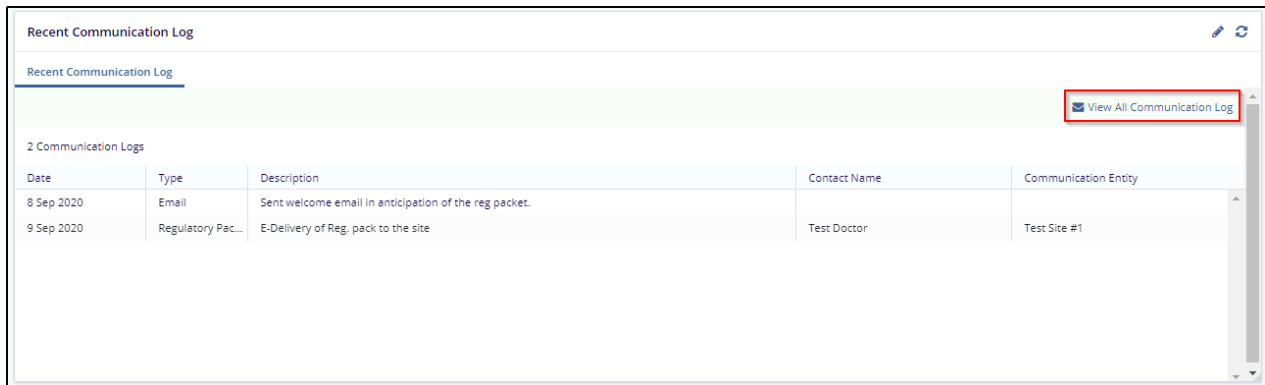 Recent Communication Log
Recent Communication Log
View All Communication Log
2 Communication Logs
Date Type Description Contact Name Communication Entity
8 Sep 2020 Email Sent welcome email in anticipation of the reg packet.
9 Sep 2020 Regulatory Pac... E-Delivery of Reg. pack to the site Test Doctor Test Site #1